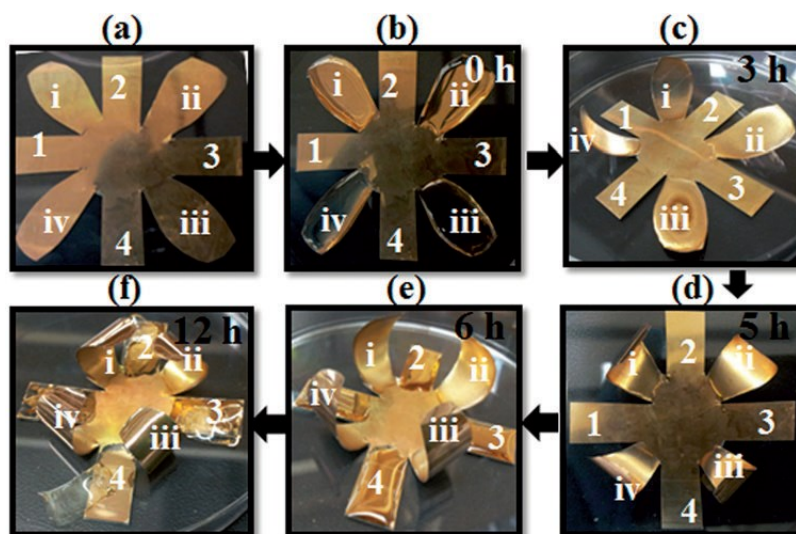 (a) (b) (c)
i 2 ii
1 3
iv 4 iii
0 h
i ii
1 3
iv 4 iii
3 h
i
1 2
iv ii
4 3
iii
(f) (e) (d)
12 h
2
i ii
iv 3
iii
4
6 h
i ii
iv iii
3
4
5 h
2
i ii
1 3
iv iii
4